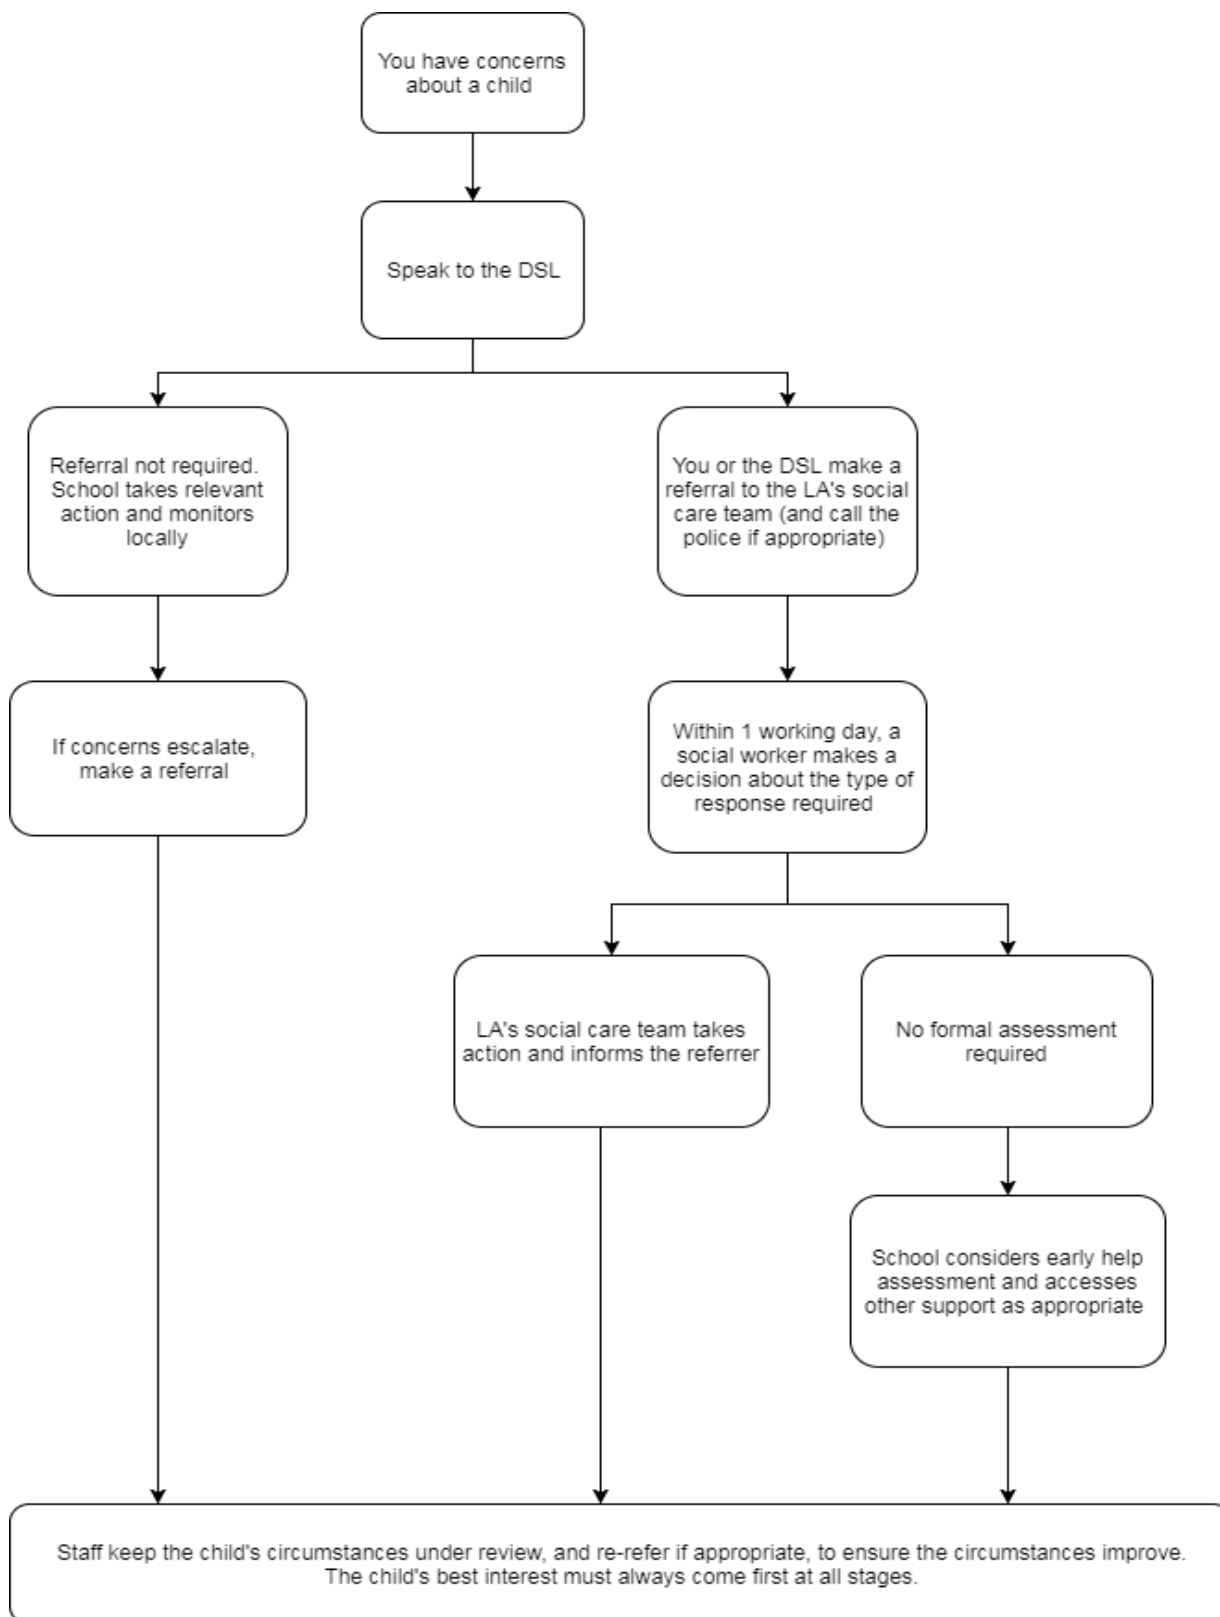 You have concerns
about a child
Speak to the DSL
Referral not required.
School takes relevant
action and monitors
locally
You or the DSL make a
referral to the LA's social
care team (and call the
police if appropriate)
If concerns escalate,
make a referral
Within 1 working day, a
social worker makes a
decision about the type of
response required
LA's social care team takes
action and informs the referrer
No formal assessment
required
School considers early help
assessment and accesses
other support as appropriate
Staff keep the child's circumstances under review, and re-refer if appropriate, to ensure the circumstances improve.
The child's best interest must always come first at all stages.